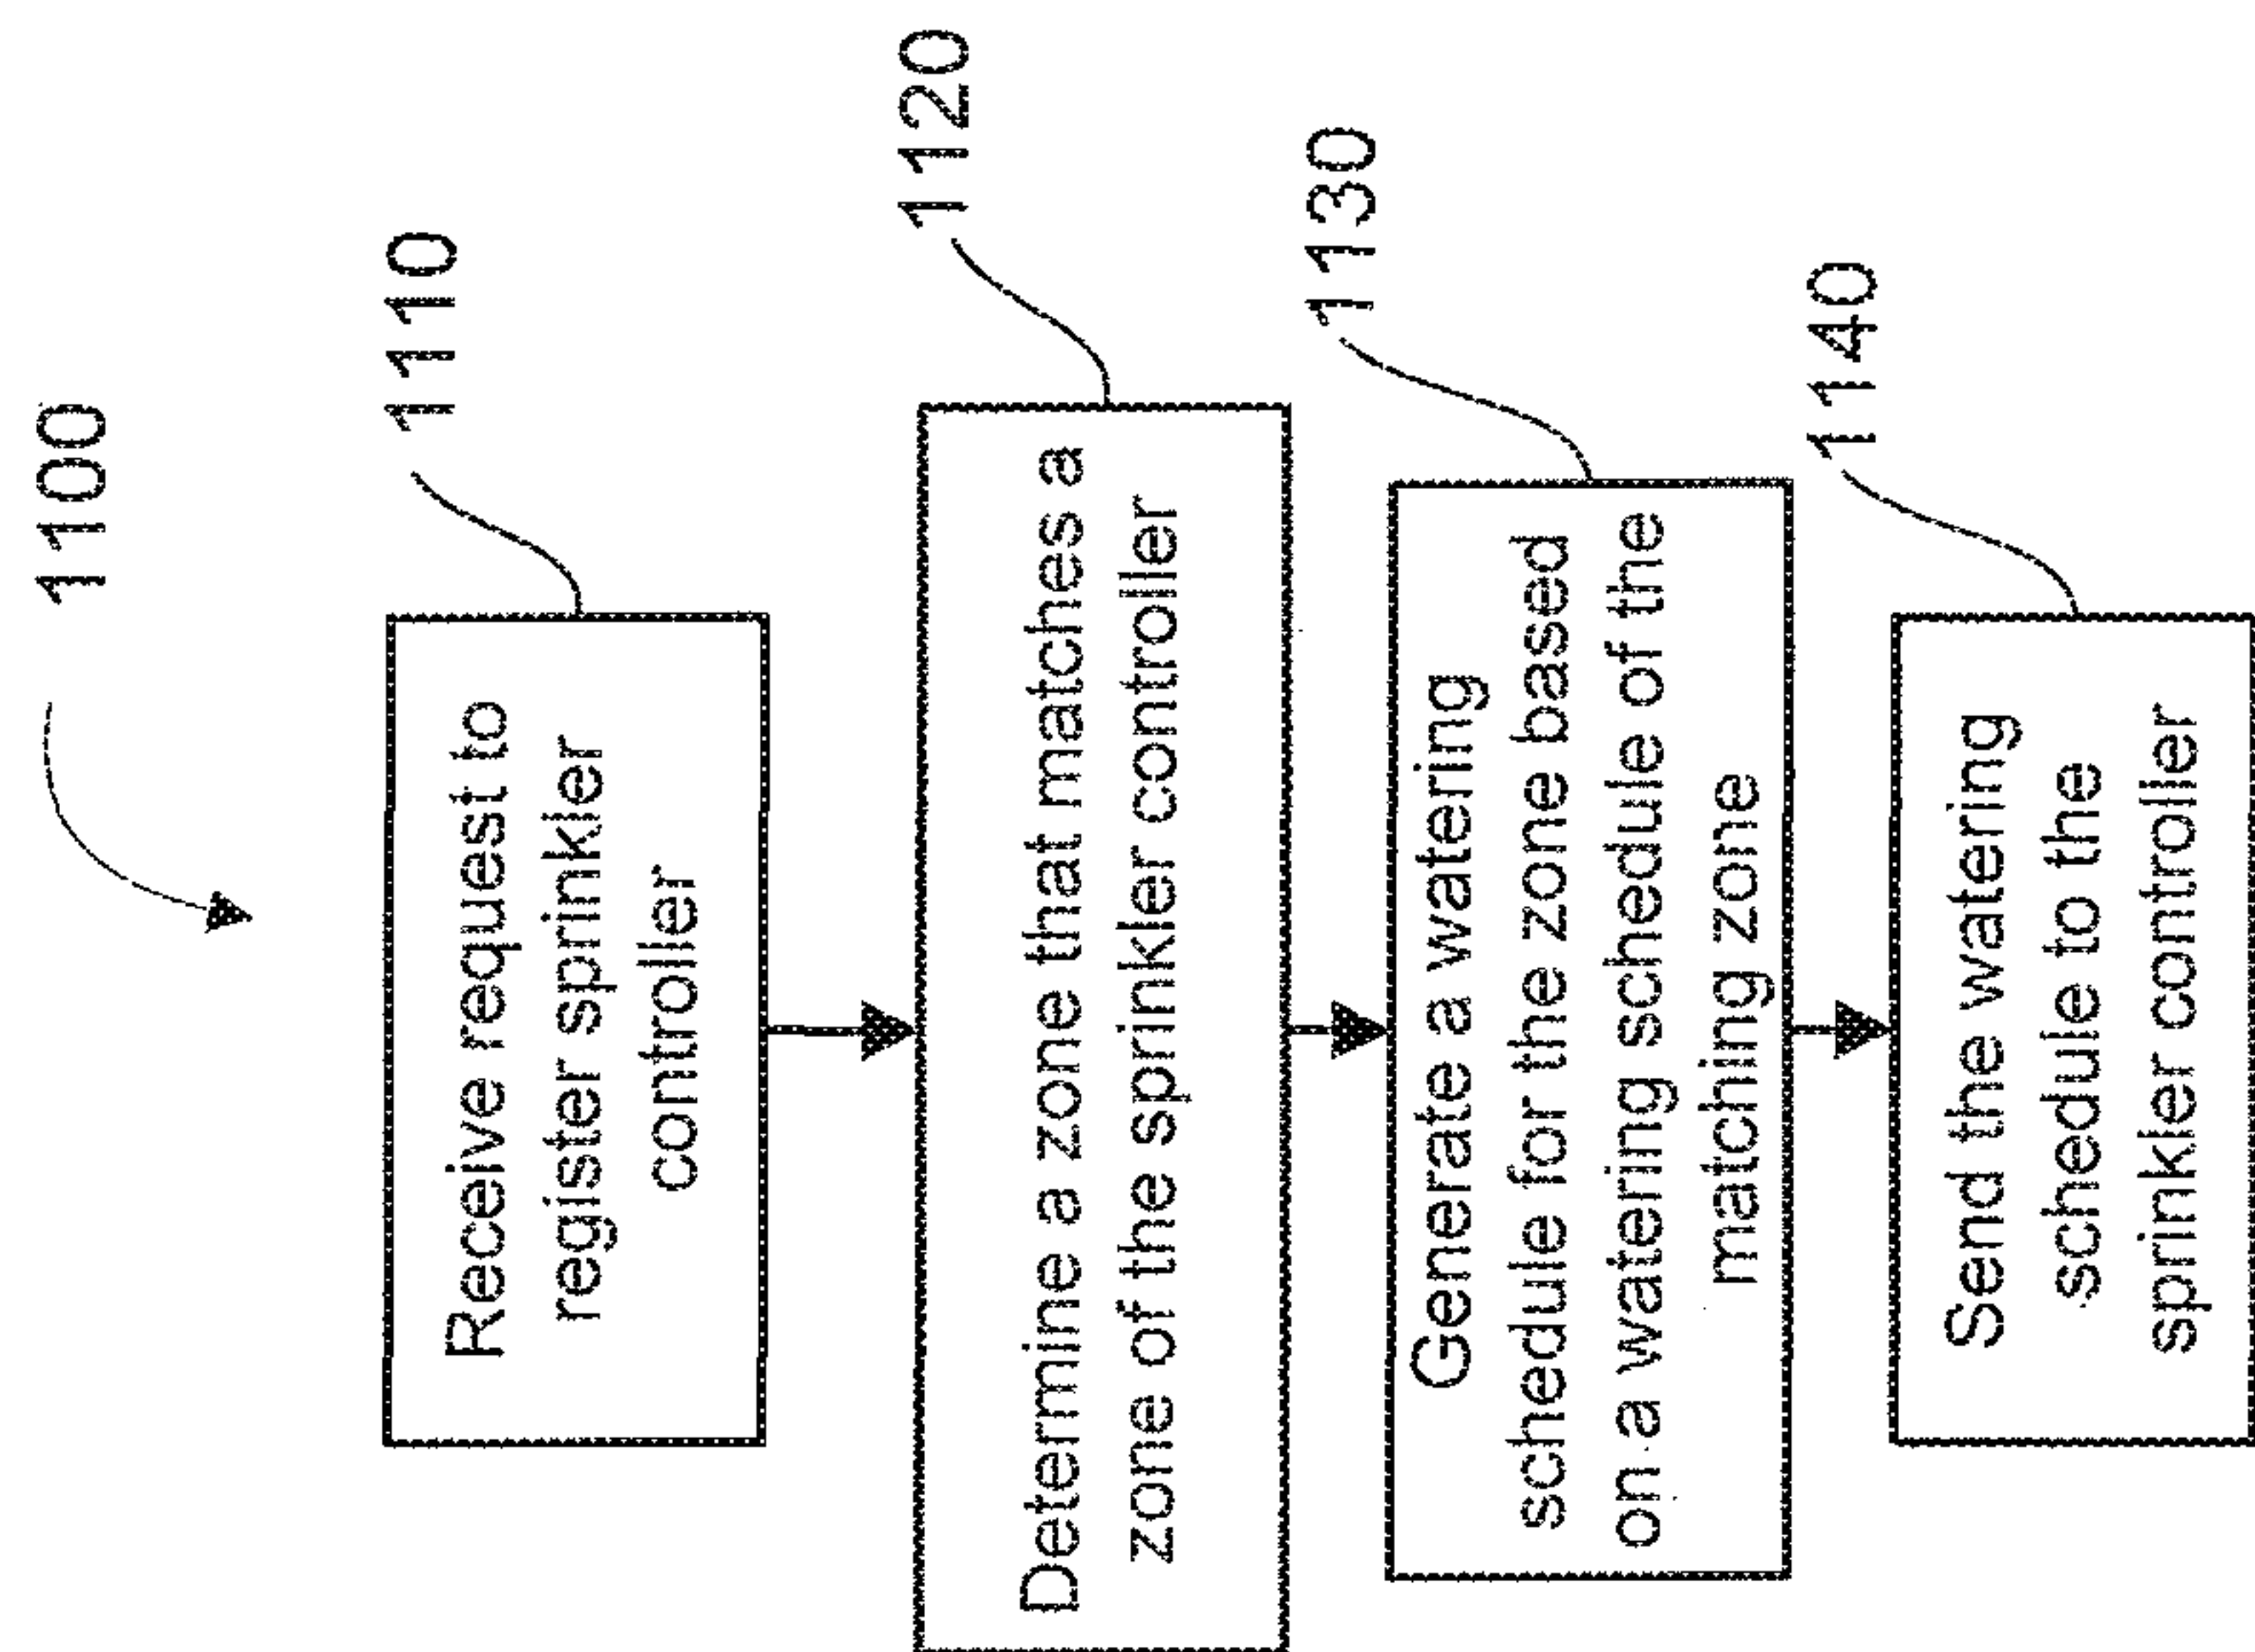 1100
1110
Receive request to
register sprinkler
controller
1120
Determine a zone that matches a
zone of the sprinkler controller
1130
Generate a watering
schedule for the zone based
on a watering schedule of the
matching zone
1140
Send the watering
schedule to the
sprinkler controller